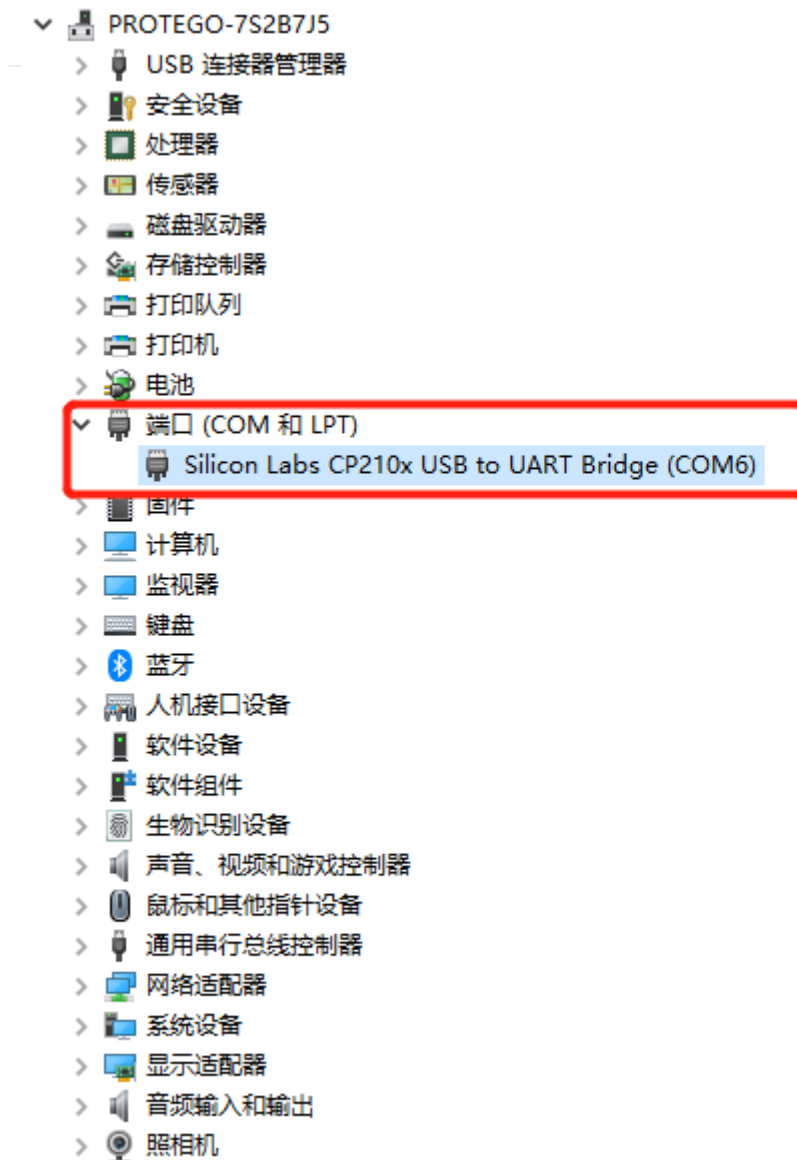 PROTEGO-7S2B7J5
USB 连接器管理器
安全设备
处理器
传感器
磁盘驱动器
存储控制器
打印队列
打印机
电池
端口 (COM 和 LPT)
Silicon Labs CP210x USB to UART Bridge (COM6)
固件
计算机
监视器
键盘
蓝牙
人机接口设备
软件设备
软件组件
生物识别设备
声音、视频和游戏控制器
鼠标和其他指针设备
通用串行总线控制器
网络适配器
系统设备
显示适配器
音频输入和输出
照相机